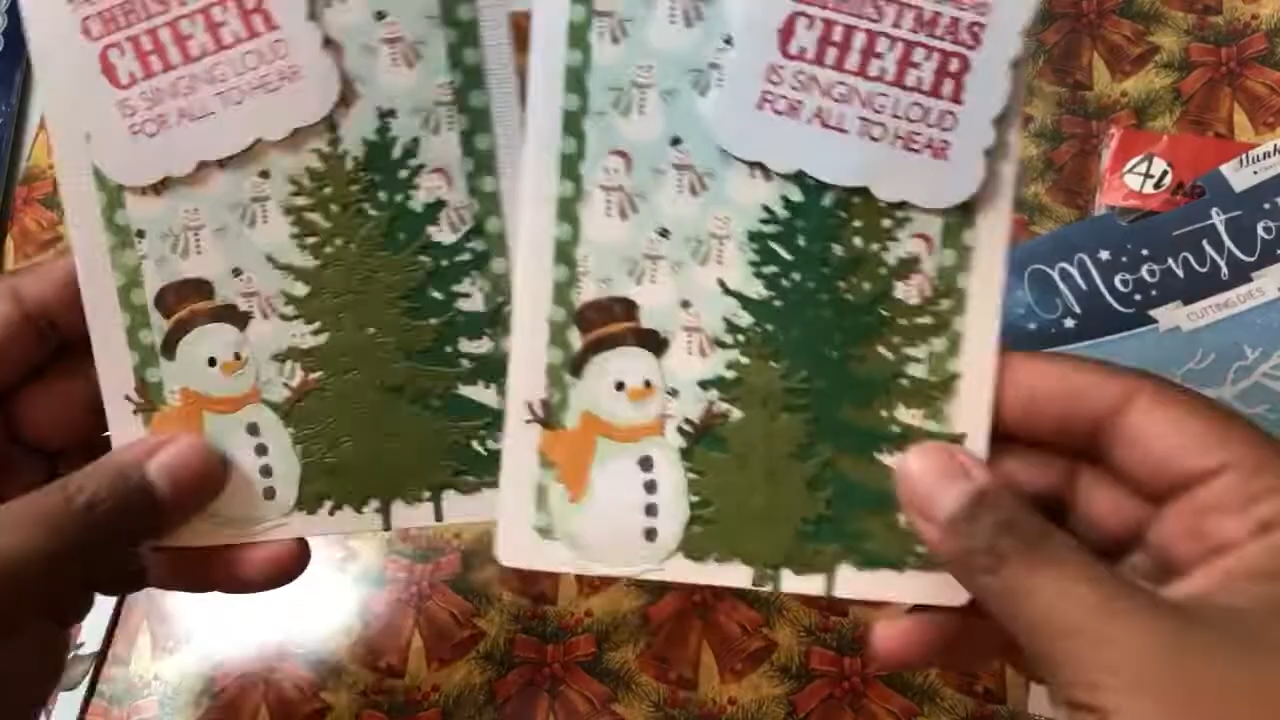 CHRISTMAS
CHEER
IS SINGING LOUD
FOR ALL TO HEAR
CHRISTMAS
CHEER
IS SINGING LOUD
FOR ALL TO HEAR
CUTTING DIES